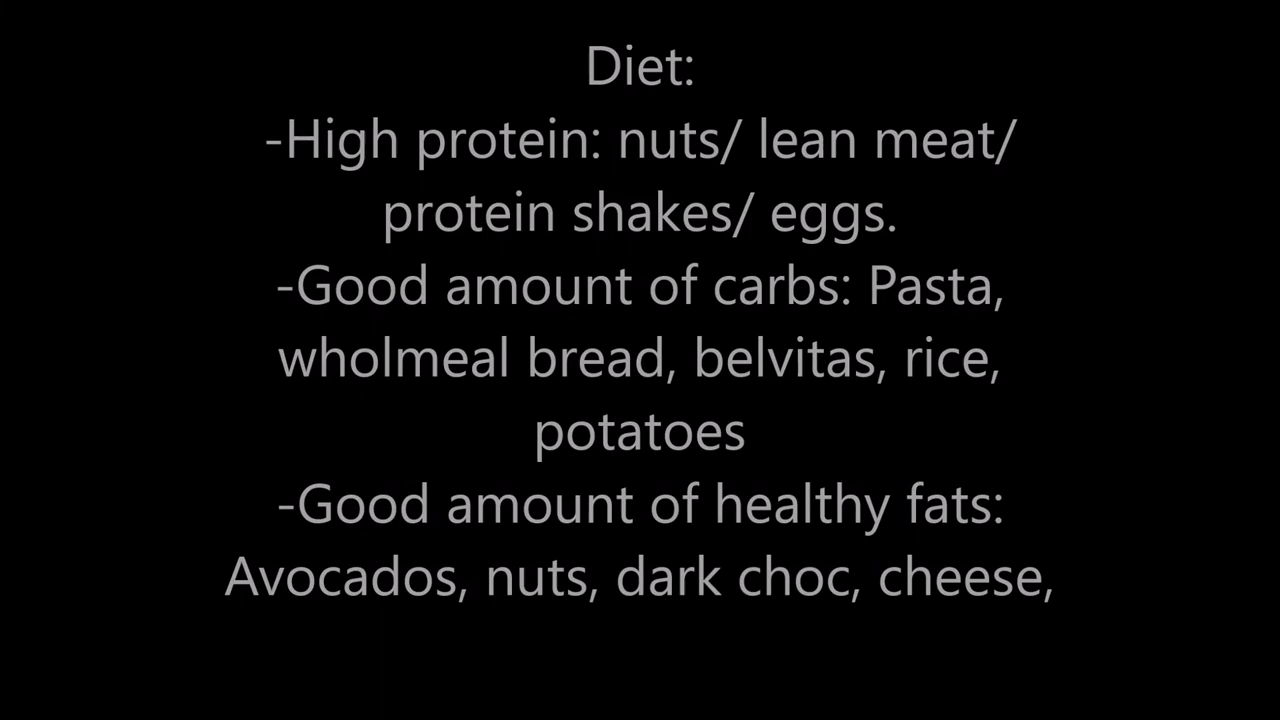 Diet:
-High protein: nuts/ lean meat/
protein shakes/ eggs.
-Good amount of carbs: Pasta,
wholmeal bread, belvitas, rice,
potatoes
-Good amount of healthy fats:
Avocados, nuts, dark choc, cheese,